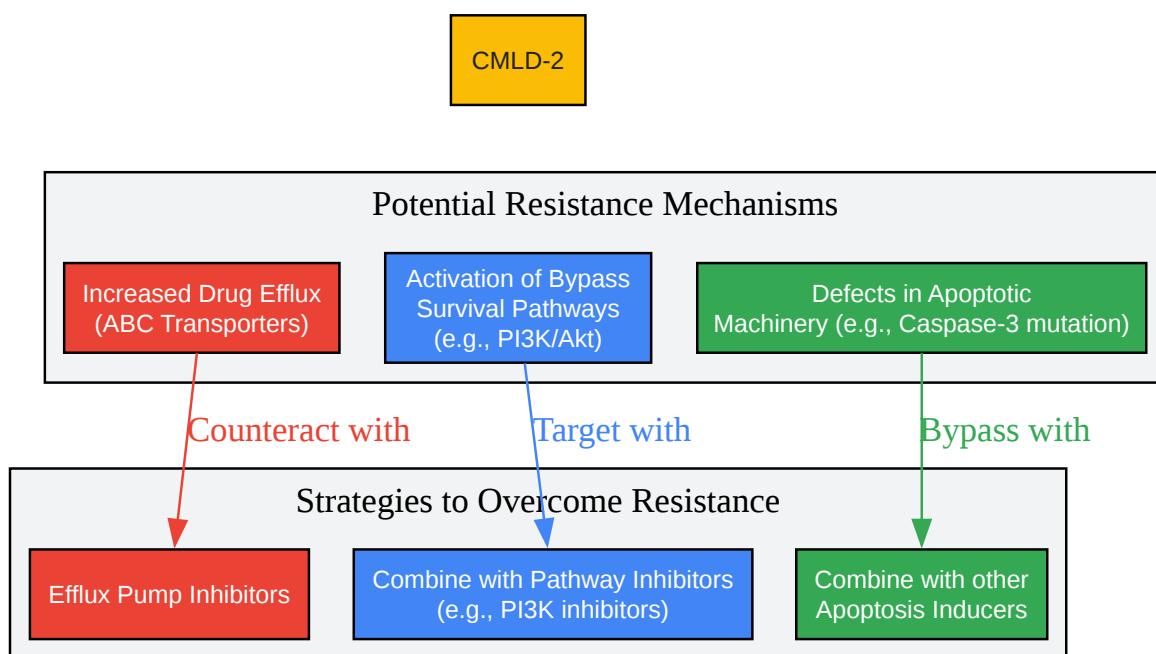 CMLD-2
Potential Resistance Mechanisms
Increased Drug Efflux
(ABC Transporters)
Activation of Bypass
Survival Pathways
(e.g., PI3K/Akt)
Defects in Apoptotic
Machinery (e.g., Caspase-3 mutation)
Counteract with
Target with
Bypass with
Strategies to Overcome Resistance
Efflux Pump Inhibitors
Combine with Pathway Inhibitors
(e.g., PI3K inhibitors)
Combine with other
Apoptosis Inducers